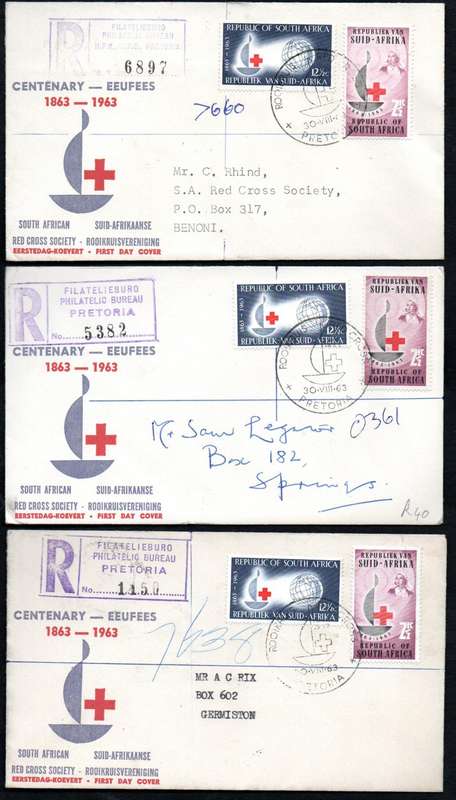 R
FILATELIEBURO
PHILATELIC BUREAU
PRETORIA
6897
CENTENARY — EEUFEES
1863 — 1963
SOUTH AFRICAN SUID-AFRIKAANSE
RED CROSS SOCIETY - ROOIKRUISVERENIGING
EERSTEDAG-KOEVERT - FIRST DAY COVER
>660
REPUBLIC OF SOUTH AFRICA
1863 - 1963
12½c
REPUBLIEK VAN SUID-AFRIKA
30-VIII-
PRETORIA
REPUBLIEK VAN
SUID-AFRIKA
2½c
REPUBLIC OF
SOUTH AFRICA
Mr. C. Rhind,
S.A. Red Cross Society,
P.O. Box 317,
BENONI.
R
FILATELIEBURO
PHILATELIC BUREAU
PRETORIA
No. 5382
CENTENARY — EEUFEES
1863 — 1963
SOUTH AFRICAN SUID-AFRIKAANSE
RED CROSS SOCIETY - ROOIKRUISVERENIGING
EERSTEDAG-KOEVERT - FIRST DAY COVER
REPUBLIC OF SOUTH AFRICA
1863 - 1963
12½c
REPUBLIEK VAN SUID-AFRIKA
30-VIII-63
PRETORIA
REPUBLIEK VAN
SUID-AFRIKA
2½c
REPUBLIC OF
SOUTH AFRICA
0361
Mr Sam
Box 182,
Springs.
R40
R
FILATELIEBURO
PHILATELIC BUREAU
PRETORIA
No. 1450
CENTENARY — EEUFEES
1863 — 1963
SOUTH AFRICAN SUID-AFRIKAANSE
RED CROSS SOCIETY - ROOIKRUISVERENIGING
EERSTEDAG-KOEVERT - FIRST DAY COVER
7638
REPUBLIC OF SOUTH AFRICA
1863 - 1963
12½c
REPUBLIEK VAN SUID-AFRIKA
REPUBLIEK VAN
SUID-AFRIKA
2½c
REPUBLIC OF
SOUTH AFRICA
MR A C RIX
BOX 602
GERMISTON